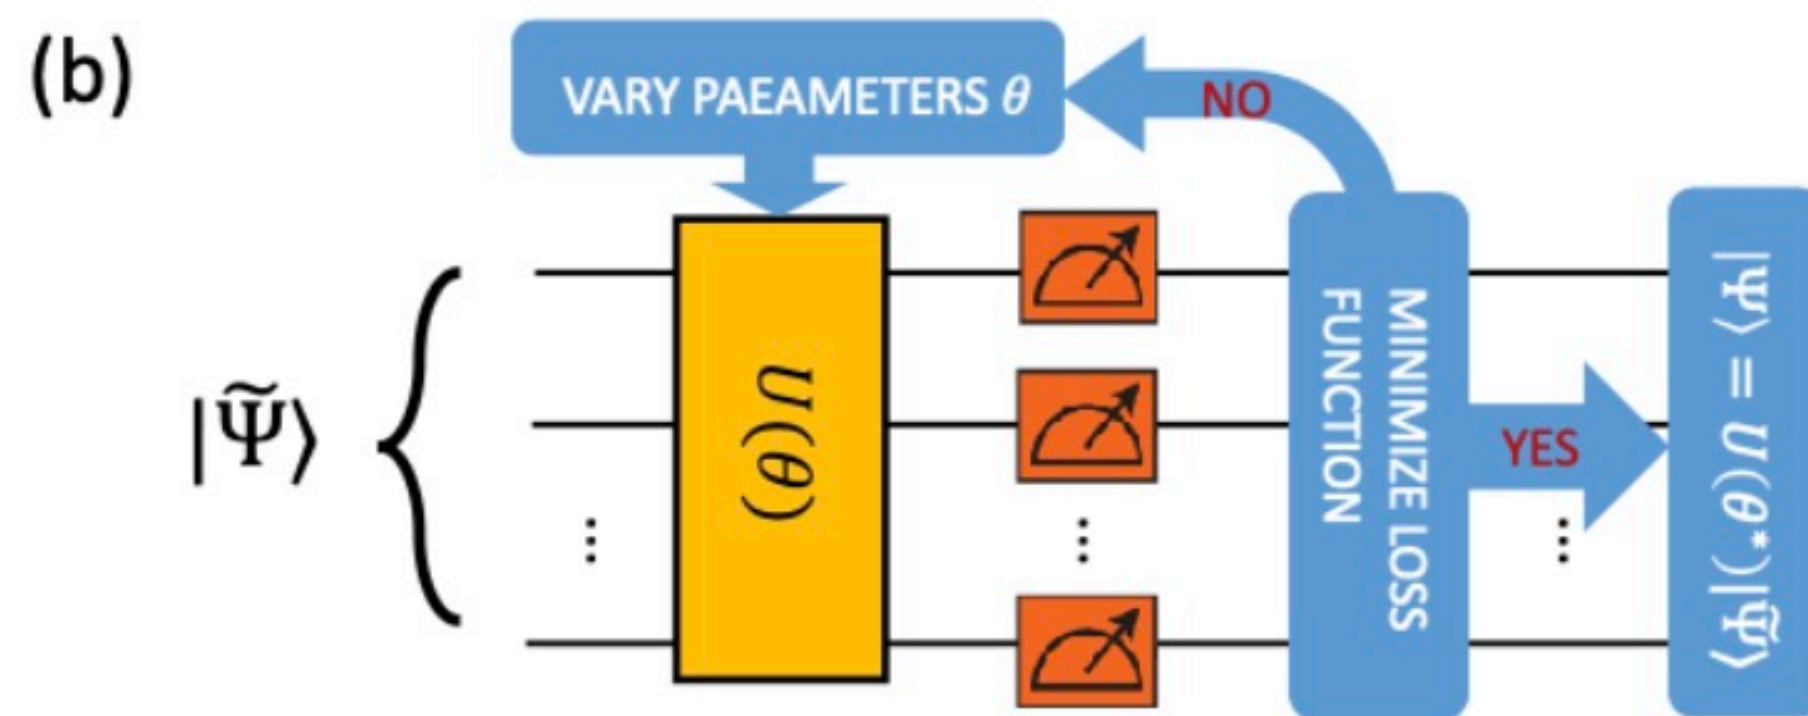 (b)
VARY PAEAMETERS θ
NO
|Ψ̃⟩
U(θ)
⋮
⋮
MINIMIZE LOSS
FUNCTION
YES
⋮
|Ψ⟩ = U(θ*)|Ψ̃⟩